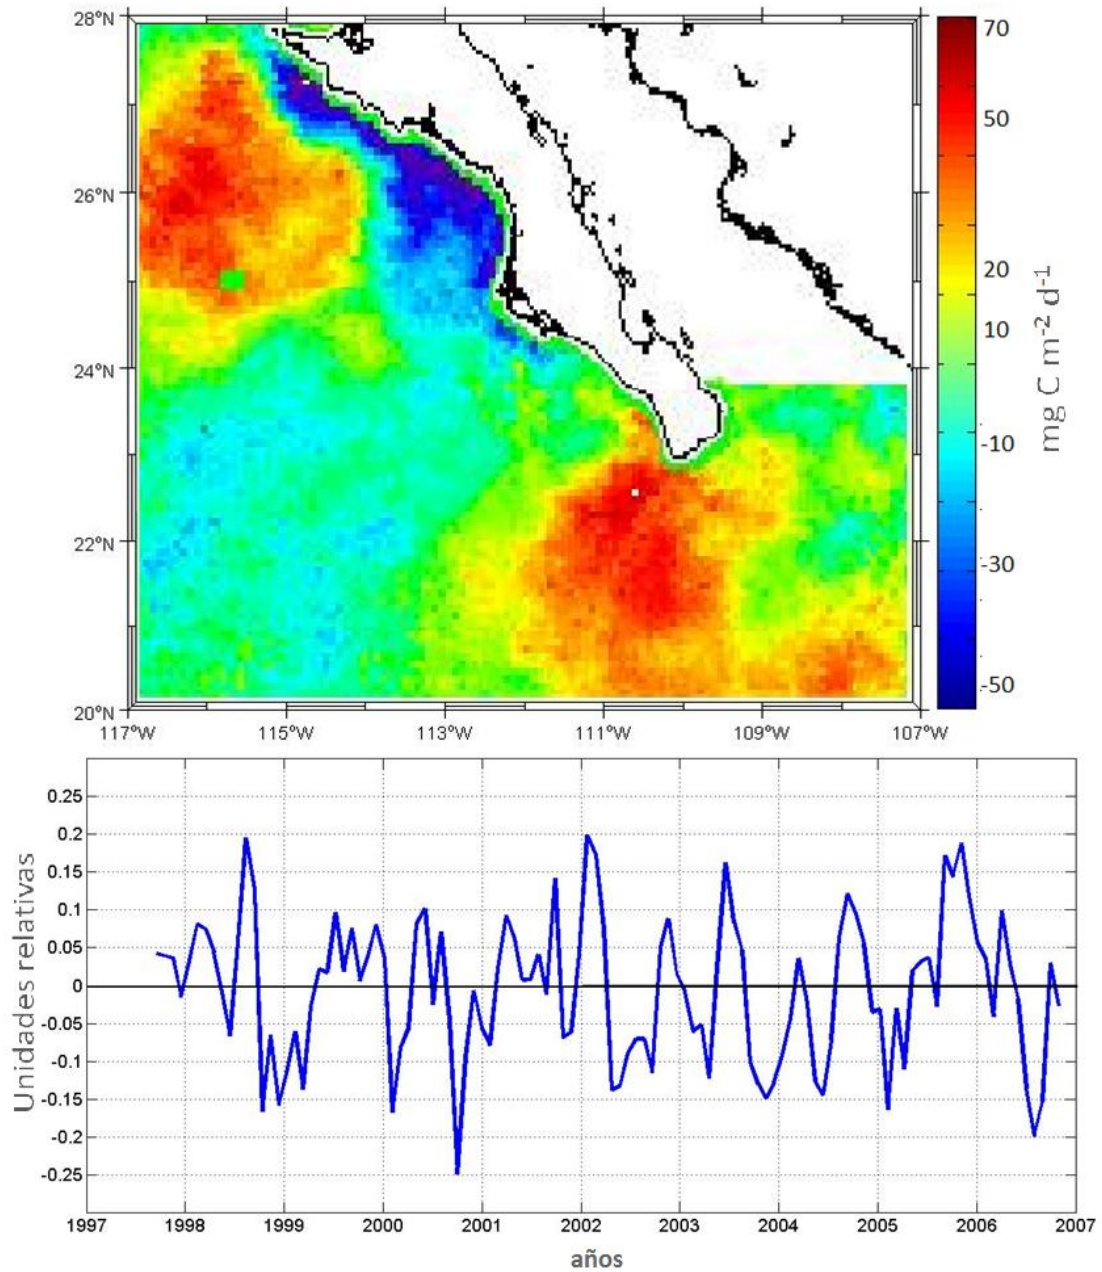 28°N
26°N
24°N
22°N
20°N
117°W 115°W 113°W 111°W 109°W 107°W
70
50
20
10
-10
-30
-50
mg C m⁻² d⁻¹
0.25
0.2
0.15
0.1
0.05
0
-0.05
-0.1
-0.15
-0.2
-0.25
Unidades relativas
1997 1998 1999 2000 2001 2002 2003 2004 2005 2006 2007
años